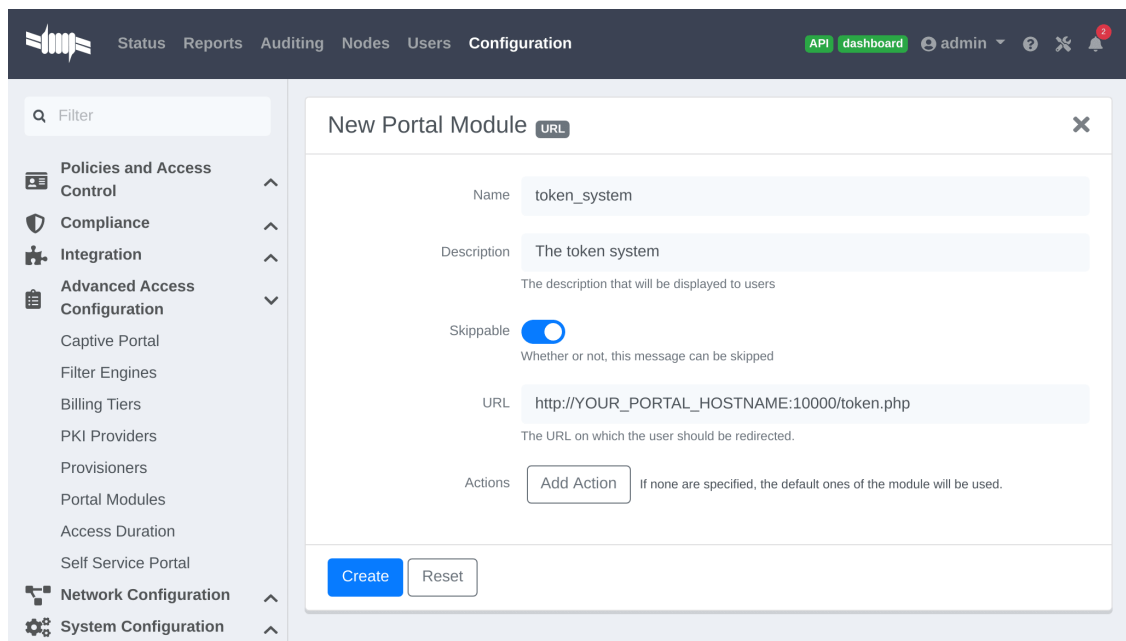 Status Reports Auditing Nodes Users Configuration
API dashboard admin 2
Filter
Policies and Access
Control
Compliance
Integration
Advanced Access
Configuration
Captive Portal
Filter Engines
Billing Tiers
PKI Providers
Provisioners
Portal Modules
Access Duration
Self Service Portal
Network Configuration
System Configuration
New Portal Module URL
Name token_system
Description The token system
The description that will be displayed to users
Skippable
Whether or not, this message can be skipped
URL http://YOUR_PORTAL_HOSTNAME:10000/token.php
The URL on which the user should be redirected.
Actions Add Action If none are specified, the default ones of the module will be used.
Create Reset